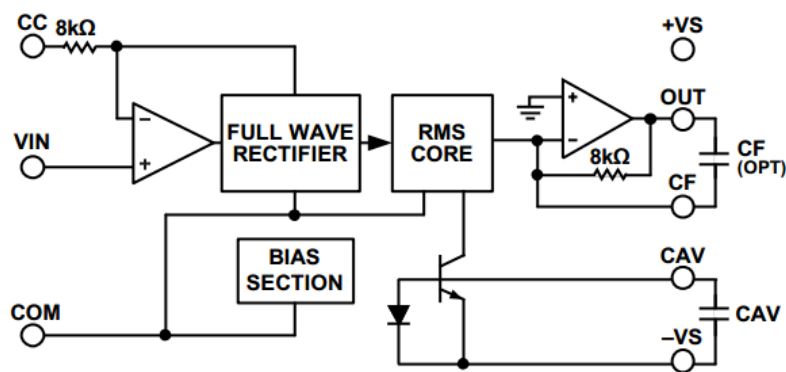 CC
8kΩ
+VS
OUT
VIN
FULL WAVE
RECTIFIER
RMS
CORE
+
−
8kΩ
CF
(OPT)
CF
−
+
BIAS
SECTION
CAV
COM
CAV
–VS